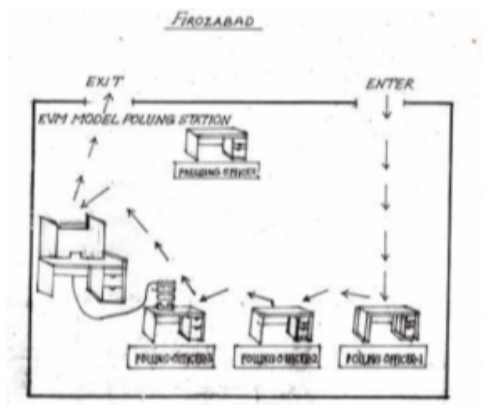 FIROZABAD
EXIT
ENTER
EVM MODEL POLLING STATION
PRESIDING OFFICER
POLLING OFFICER-3
POLLING OFFICER-2
POLLING OFFICER-1